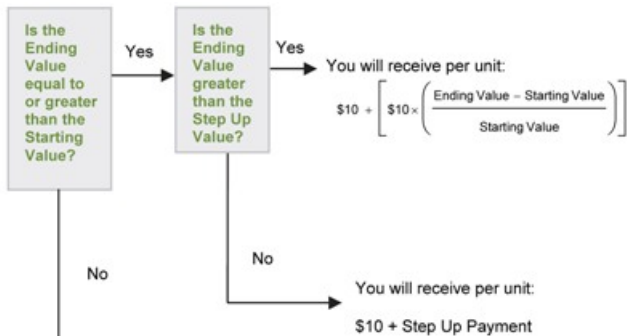 Is the
Ending
Value
equal to
or greater
than the
Starting
Value?
Yes
Is the
Ending
Value
greater
than the
Step Up
Value?
Yes
You will receive per unit:
$10 + [ $10× ( Ending Value – Starting Value
Starting Value ) ]
No
No
You will receive per unit:
$10 + Step Up Payment